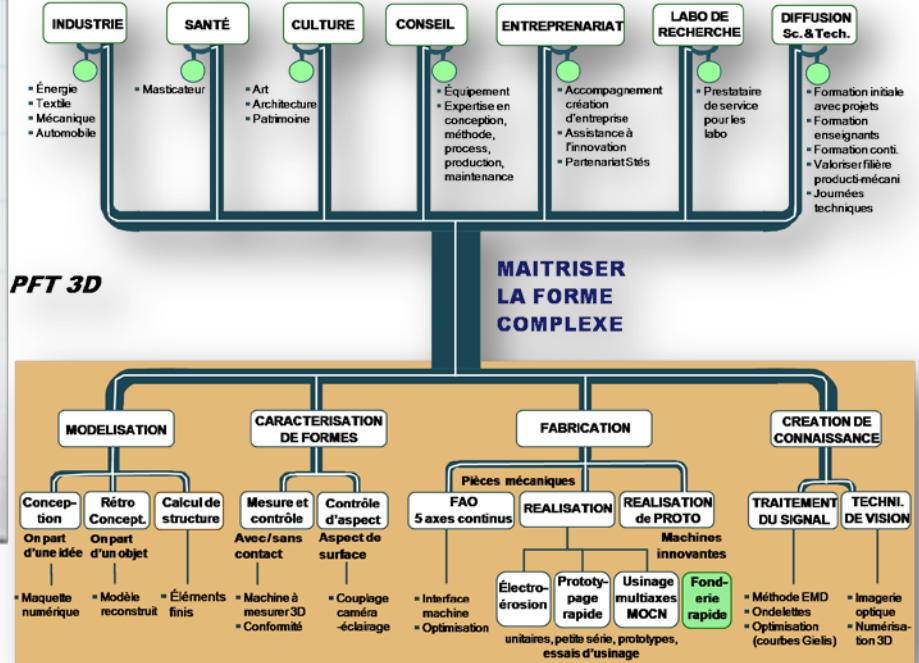 INDUSTRIE
SANTÉ
CULTURE
CONSEIL
ENTREPRENARIAT
LABO DE
RECHERCHE
DIFFUSION
Sc. & Tech.
▪ Énergie
▪ Textile
▪ Mécanique
▪ Automobile
▪ Masticateur
▪ Art
▪ Architecture
▪ Patrimoine
▪ Équipement
▪ Expertise en
conception,
méthode,
process,
production,
maintenance
▪ Accompagnement
création
d'entreprise
▪ Assistance à
l'innovation
▪ Partenariat Stés
▪ Prestataire
de service
pour les
labo
▪ Formation initiale
avec projets
▪ Formation
enseignants
▪ Formation conti.
▪ Valoriser filière
producti-mécani
▪ Journées
techniques
PFT 3D
MAITRISER
LA FORME
COMPLEXE
MODELISATION
CARACTERISATION
DE FORMES
FABRICATION
CREATION DE
CONNAISSANCE
Concep-
tion
On part
d'une idée
▪ Maquette
numérique
Rétro
Concept.
On part
d'un objet
▪ Modèle
reconstruit
Calcul de
structure
▪ Éléments
finis
Mesure et
contrôle
Avec/sans
contact
▪ Machine à
mesurer 3D
▪ Conformité
Contrôle
d'aspect
Aspect de
surface
▪ Couplage
caméra
-éclairage
Pièces mécaniques
FAO
5 axes continus
▪ Interface
machine
▪ Optimisation
REALISATION
REALISATION
de PROTO
Machines
innovantes
Électro-
érosion
Prototy-
page
rapide
Usinage
multiaxes
MOCN
Fond-
erie
rapide
unitaires, petite série, prototypes,
essais d'usinage
TRAITEMENT
DU SIGNAL
▪ Méthode EMD
▪ Ondelettes
▪ Optimisation
(courbes Gielis)
TECHNI.
DE VISION
▪ Imagerie
optique
▪ Numérisa-
tion 3D